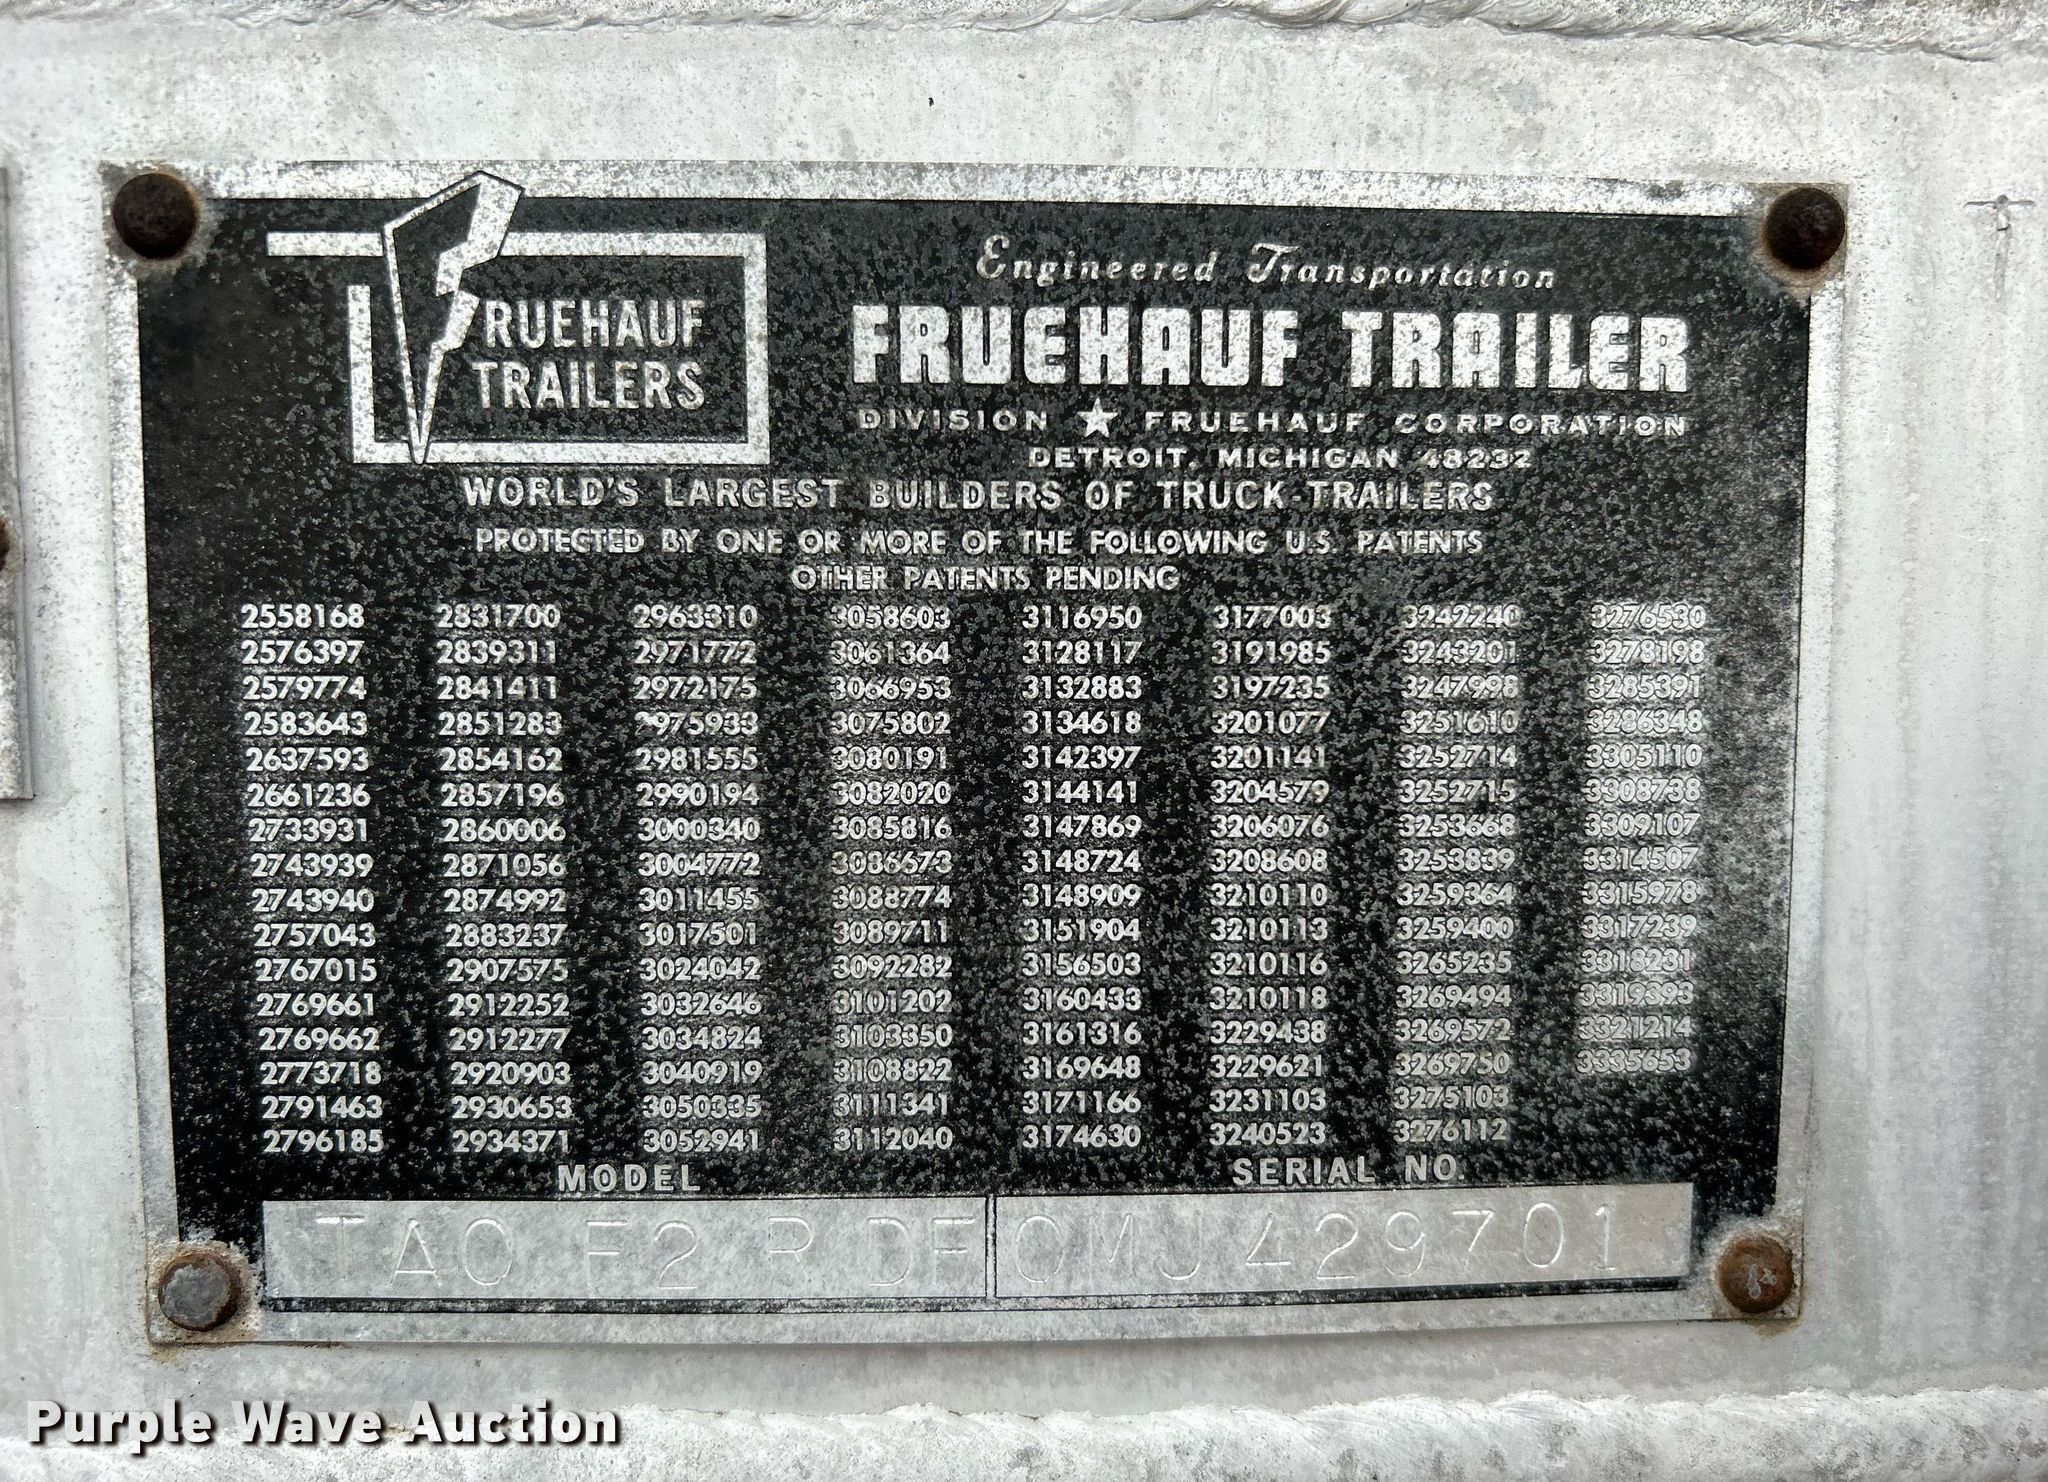 FRUEHAUF
TRAILERS
Engineered Transportation
FRUEHAUF TRAILER
DIVISION ★ FRUEHAUF CORPORATION
DETROIT, MICHIGAN 48232
WORLD'S LARGEST BUILDERS OF TRUCK-TRAILERS
PROTECTED BY ONE OR MORE OF THE FOLLOWING U.S. PATENTS
OTHER PATENTS PENDING
2558168 2831700 2963310 3058603 3116950 3177003 3242240 3276530
2576397 2839311 2971772 3061364 3128117 3191985 3243201 3278198
2579774 2841411 2972175 3066953 3132883 3197235 3247998 3285391
2583643 2851283 2975933 3075802 3134618 3201077 3251610 3286348
2637593 2854162 2981555 3080191 3142397 3201141 3252714 3305110
2661236 2857196 2990194 3082020 3144141 3204579 3252715 3308738
2733931 2860006 3000340 3085816 3147869 3206076 3253668 3309107
2743939 2871056 3004772 3086673 3148724 3208608 3253839 3314507
2743940 2874992 3011455 3088774 3148909 3210110 3259364 3315978
2757043 2883237 3017501 3089711 3151904 3210113 3259400 3317239
2767015 2907575 3024042 3092282 3156503 3210116 3265235 3318231
2769661 2912252 3032646 3101202 3160433 3210118 3269494 3319393
2769662 2912277 3034824 3103350 3161316 3229438 3269572 3321214
2773718 2920903 3040919 3108822 3169648 3229621 3269750 3335653
2791463 2930653 3050335 3111341 3171166 3231103 3275103
2796185 2934371 3052941 3112040 3174630 3240523 3276112
MODEL SERIAL NO.
TAO F2 R DF OMJ429701
Purple Wave Auction